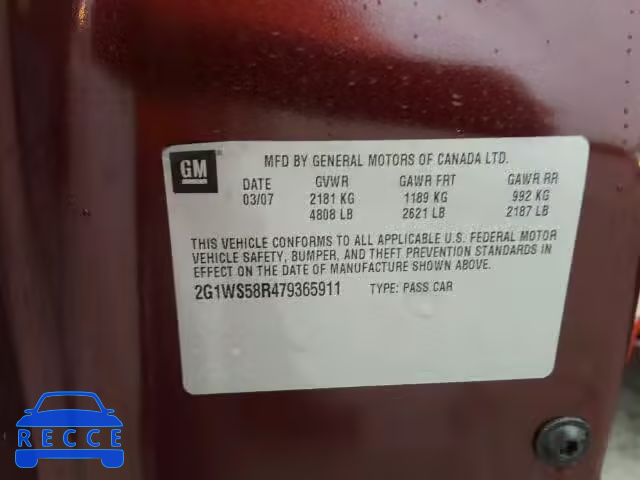 GM
MFD BY GENERAL MOTORS OF CANADA LTD.
DATE GVWR GAWR FRT GAWR RR
03/07 2181 KG 1189 KG 992 KG
4808 LB 2621 LB 2187 LB
THIS VEHICLE CONFORMS TO ALL APPLICABLE U.S. FEDERAL MOTOR
VEHICLE SAFETY, BUMPER, AND THEFT PREVENTION STANDARDS IN
EFFECT ON THE DATE OF MANUFACTURE SHOWN ABOVE.
2G1WS58R479365911 TYPE: PASS CAR
RECCE